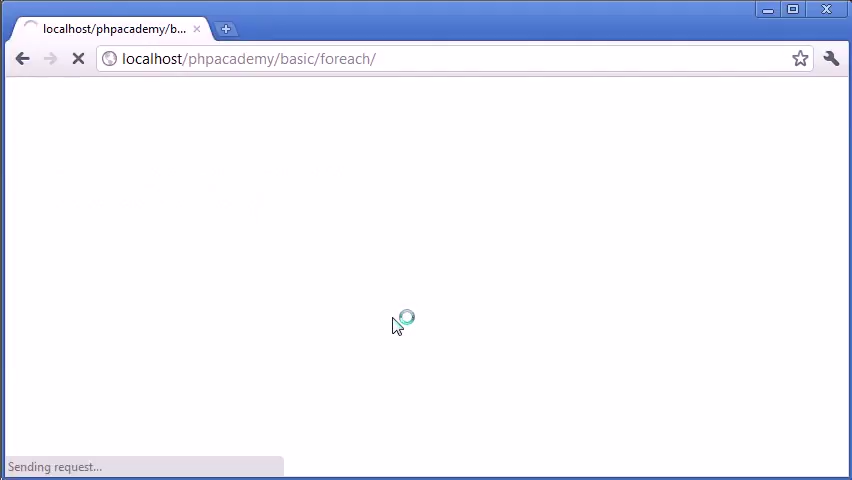 localhost/phpacademy/b...
localhost/phpacademy/basic/foreach/
Sending request...